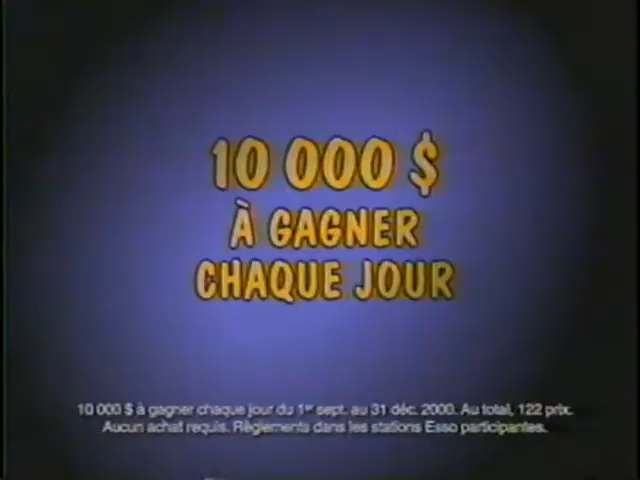 10 000 $
À GAGNER
CHAQUE JOUR
10 000 $ à gagner chaque jour du 1er sept. au 31 déc. 2000. Au total, 122 prix.
Aucun achat requis. Règlements dans les stations Esso participantes.